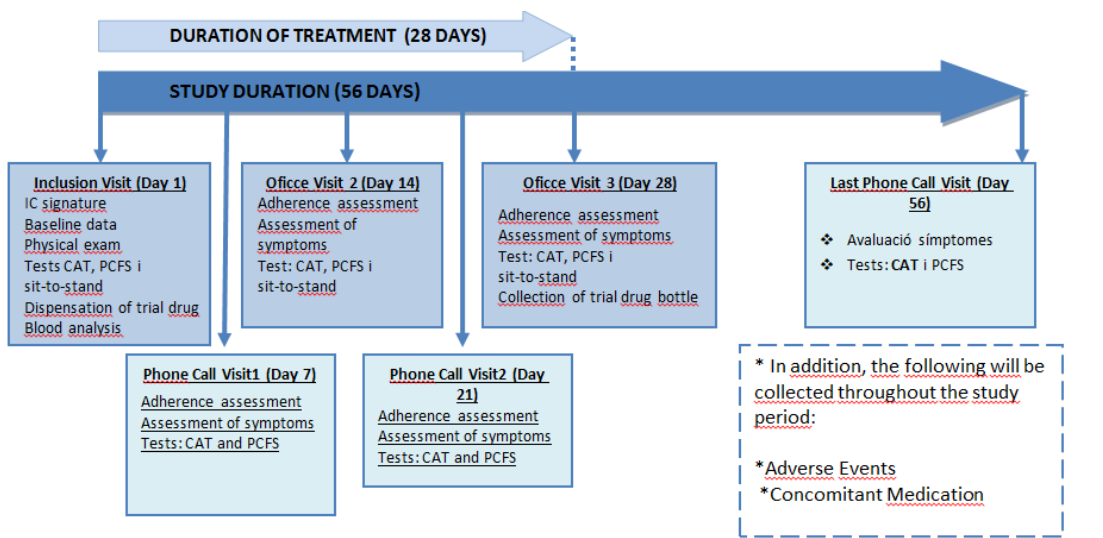 DURATION OF TREATMENT (28 DAYS)
STUDY DURATION (56 DAYS)
Inclusion Visit (Day 1)
IC signature
Baseline data
Physical exam
Tests CAT, PCFS i
sit-to-stand
Dispensation of trial drug
Blood analysis
Oficce Visit 2 (Day 14)
Adherence assessment
Assessment of
symptoms
Test: CAT, PCFS i
sit-to-stand
Oficce Visit 3 (Day 28)
Adherence assessment
Assessment of symptoms
Test: CAT, PCFS i
sit-to-stand
Collection of trial drug bottle
Last Phone Call Visit (Day
56)
❖ Avaluació símptomes
❖ Tests: CAT i PCFS
Phone Call Visit1 (Day 7)
Adherence assessment
Assessment of symptoms
Tests: CAT and PCFS
Phone Call Visit2 (Day
21)
Adherence assessment
Assessment of symptoms
Tests: CAT and PCFS
* In addition, the following will be
collected throughout the study
period:
*Adverse Events
*Concomitant Medication